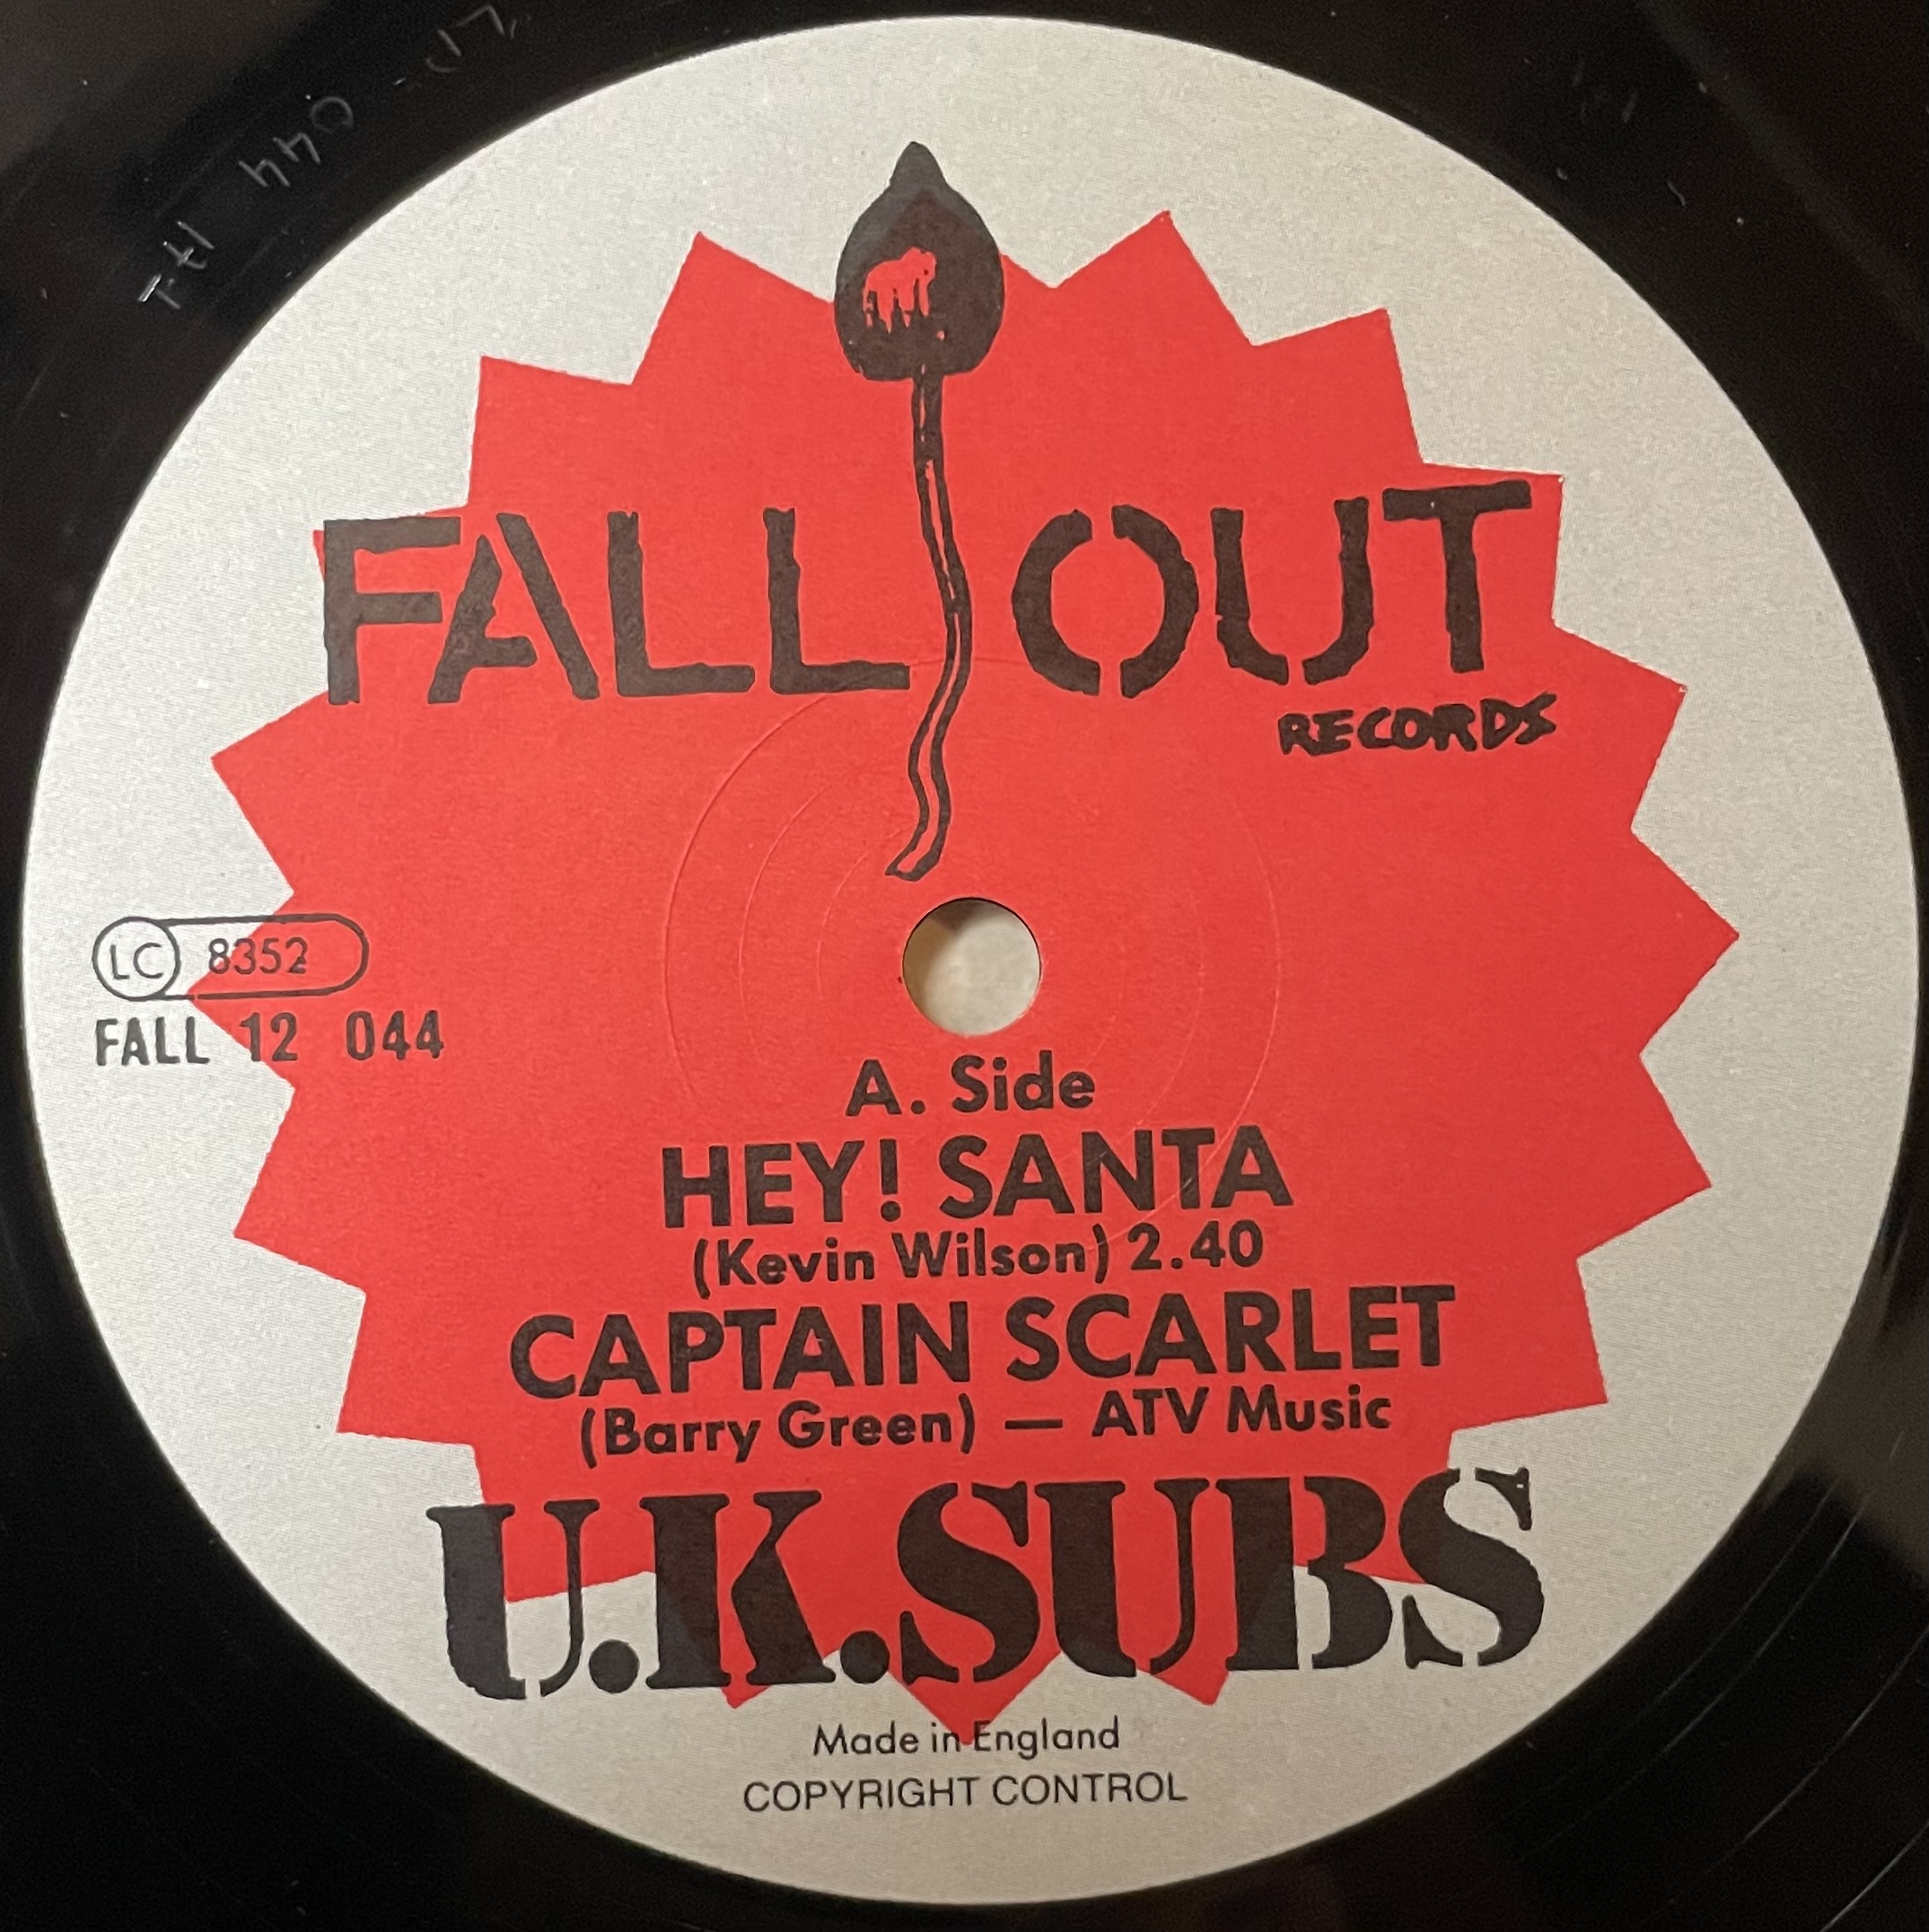 FALL OUT
RECORDS
LC 8352
FALL 12 044
A. Side
HEY! SANTA
(Kevin Wilson) 2.40
CAPTAIN SCARLET
(Barry Green) — ATV Music
U.K.SUBS
Made in England
COPYRIGHT CONTROL